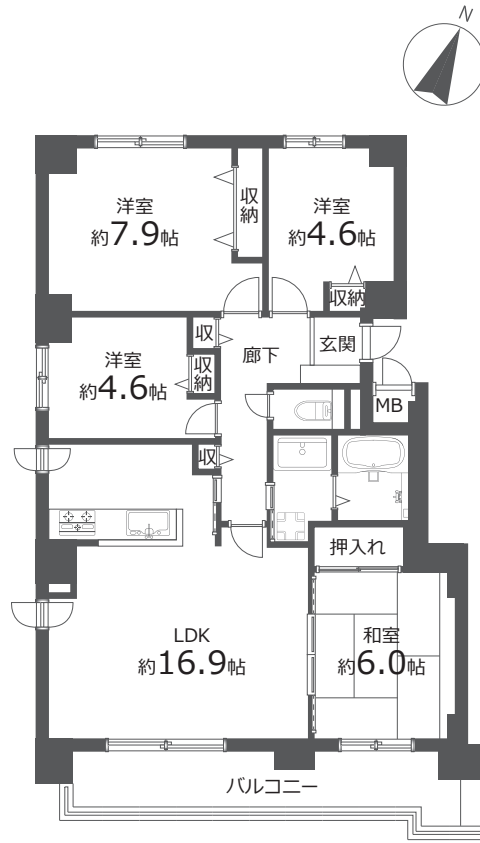 N
洋室
約7.9帖
収納
洋室
約4.6帖
収納
洋室
約4.6帖
収
収納
廊下
玄関
MB
収
押入れ
LDK
約16.9帖
和室
約6.0帖
バルコニー